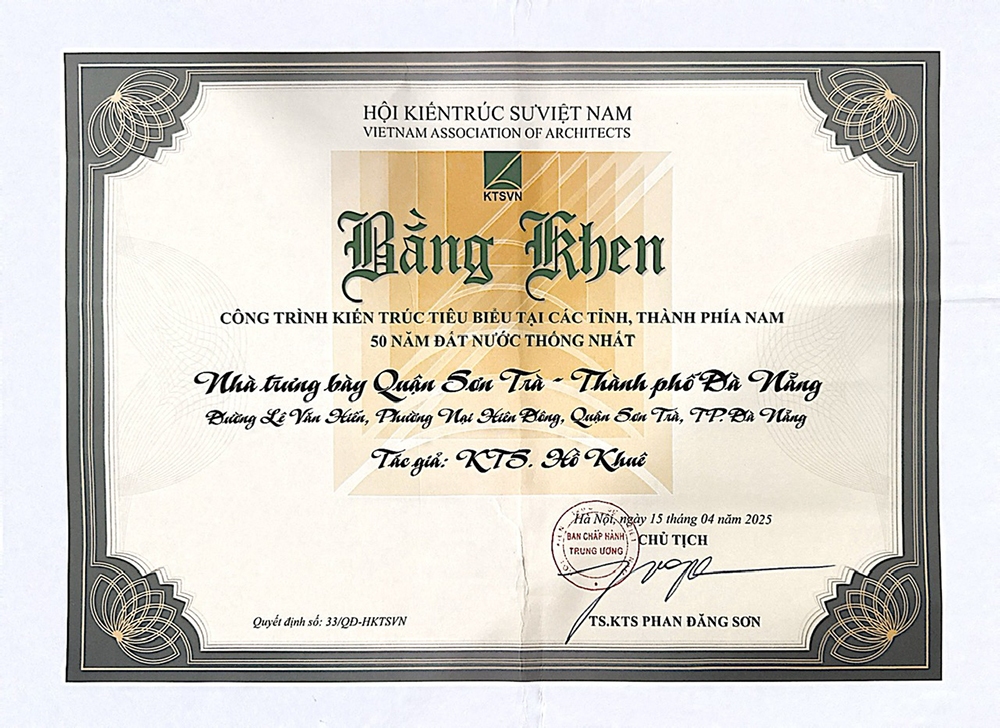 HỘI KIẾN TRÚC SƯ VIỆT NAM
VIETNAM ASSOCIATION OF ARCHITECTS
KTSVN
Bằng Khen
CÔNG TRÌNH KIẾN TRÚC TIÊU BIỂU TẠI CÁC TỈNH, THÀNH PHÍA NAM
50 NĂM ĐẤT NƯỚC THỐNG NHẤT
Nhà trưng bày Quận Sơn Trà - Thành phố Đà Nẵng
Đường Lê Văn Hiến, Phường Nại Hiên Đông, Quận Sơn Trà, TP. Đà Nẵng
Tác giả: KTS. Hồ Khuê
Hà Nội, ngày 15 tháng 04 năm 2025
CHỦ TỊCH
BAN CHẤP HÀNH
TRUNG ƯƠNG
TS.KTS PHAN ĐĂNG SƠN
Quyết định số: 33/QĐ-HKTSVN